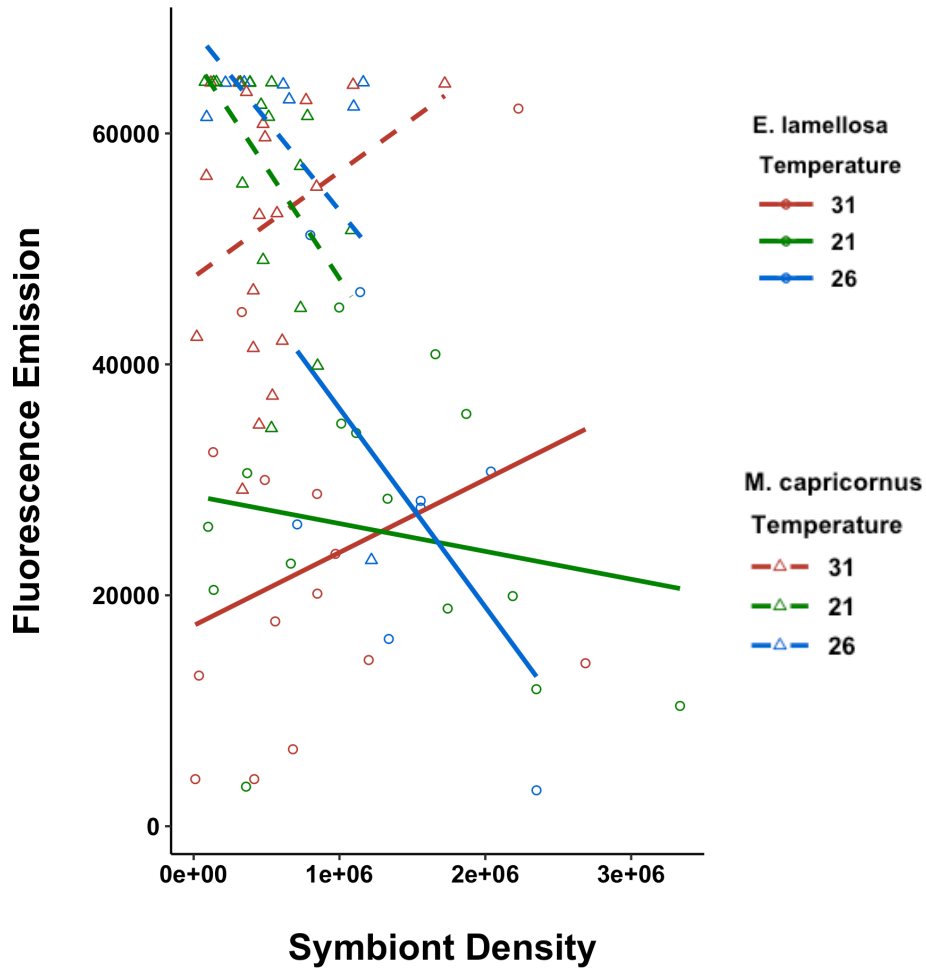 Fluorescence Emission
60000
40000
20000
0
0e+00 1e+06 2e+06 3e+06
Symbiont Density
E. lamellosa
Temperature
31
21
26
M. capricornus
Temperature
31
21
26